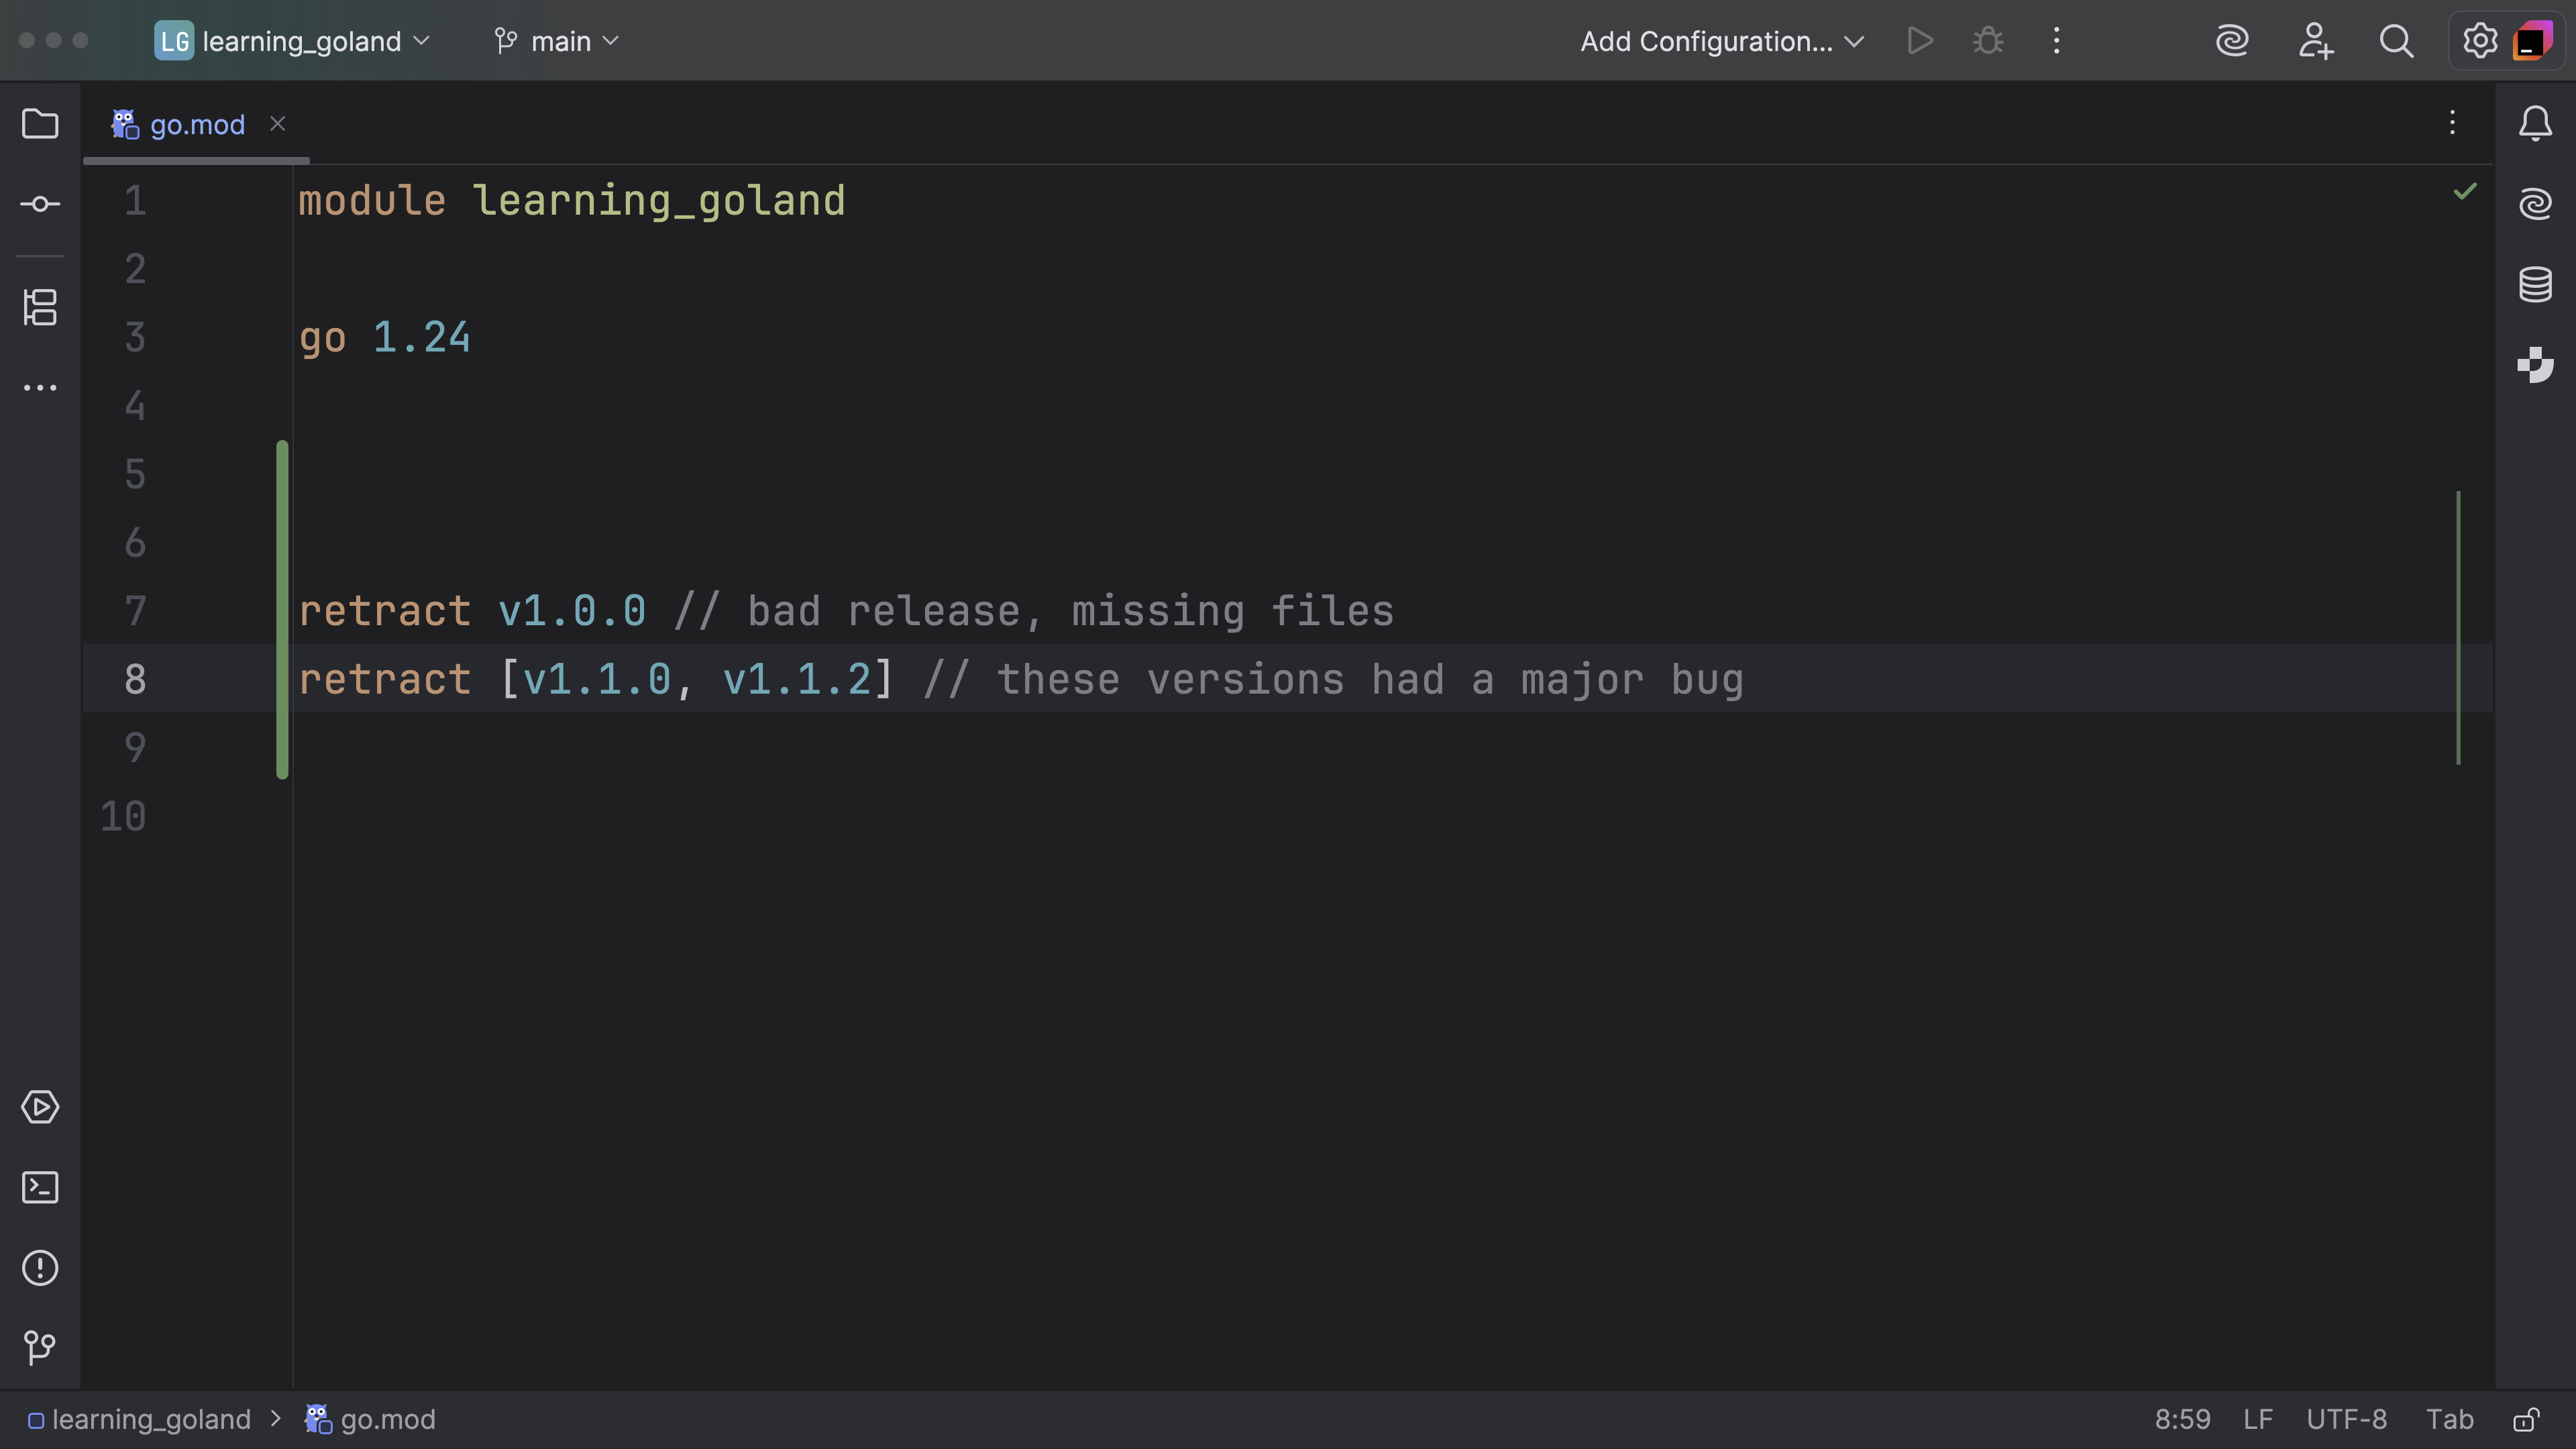 LG learning_goland main Add Configuration...
go.mod
1 module learning_goland
2
3 go 1.24
4
5
6
7 retract v1.0.0 // bad release, missing files
8 retract [v1.1.0, v1.1.2] // these versions had a major bug
9
10
learning_goland > go.mod 8:59 LF UTF-8 Tab